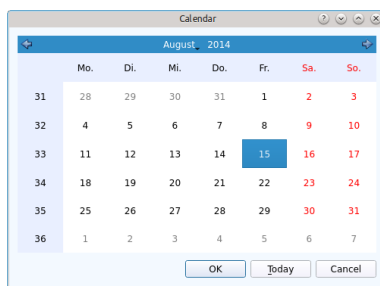 Calendar
August, 2014
Mo. Di. Mi. Do. Fr. Sa. So.
31 28 29 30 31 1 2 3
32 4 5 6 7 8 9 10
33 11 12 13 14 15 16 17
34 18 19 20 21 22 23 24
35 25 26 27 28 29 30 31
36 1 2 3 4 5 6 7
OK Today Cancel